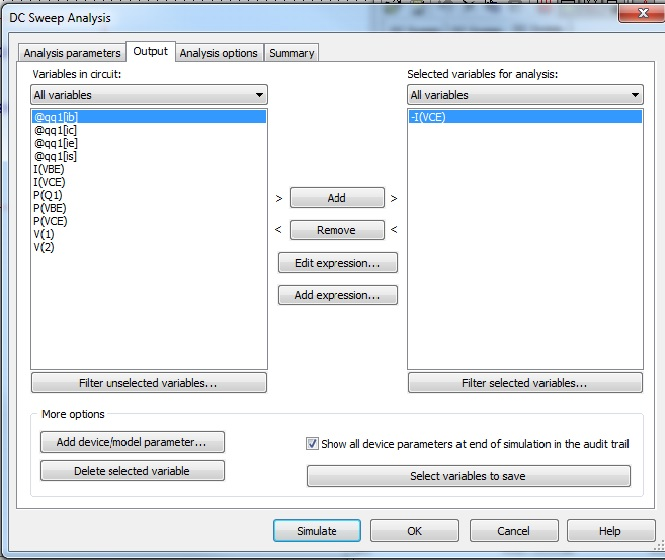 DC Sweep Analysis
Analysis parameters Output Analysis options Summary
Variables in circuit:
All variables
@qq1[ib]
@qq1[ic]
@qq1[ie]
@qq1[is]
I(VBE)
I(VCE)
P(Q1)
P(VBE)
P(VCE)
V(1)
V(2)
Filter unselected variables...
> Add >
< Remove <
Edit expression...
Add expression...
Selected variables for analysis:
All variables
-I(VCE)
Filter selected variables...
More options
Add device/model parameter...
Delete selected variable
Show all device parameters at end of simulation in the audit trail
Select variables to save
Simulate OK Cancel Help